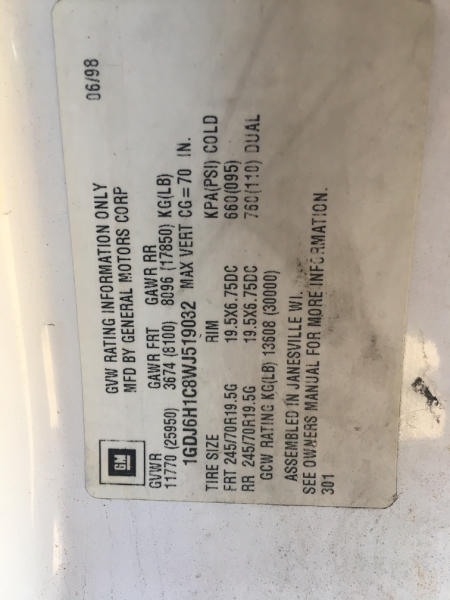 GVW RATING INFORMATION ONLY 06/98
GM MFD BY GENERAL MOTORS CORP
GVWR GAWR FRT GAWR RR
11770 (25950) 3674 (8100) 8096 (17850) KG(LB)
1GDJ6H1C8WJ519032 MAX VERT CG = 70 IN.
TIRE SIZE RIM KPA(PSI) COLD
FRT 245/70R19.5G 19.5X6.75DC 660(095)
RR 245/70R19.5G 19.5X6.75DC 760(110) DUAL
GCW RATING KG(LB) 13608 (30000)
ASSEMBLED IN JANESVILLE WI.
SEE OWNERS MANUAL FOR MORE INFORMATION.
301